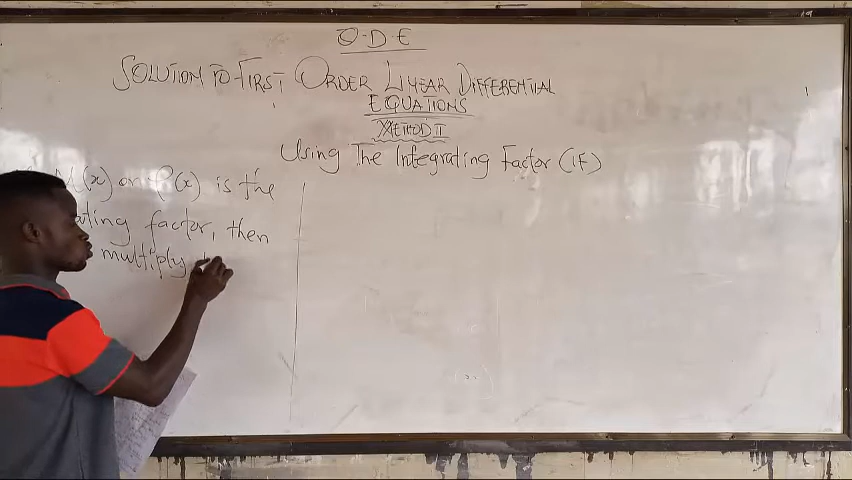 O.D.E
SOLUTION TO FIRST ORDER LINEAR DIFFERENTIAL
EQUATIONS
METHOD II
Using The Integrating Factor (IF)
M(x) or P(x) is the
ating factor, then
multiply